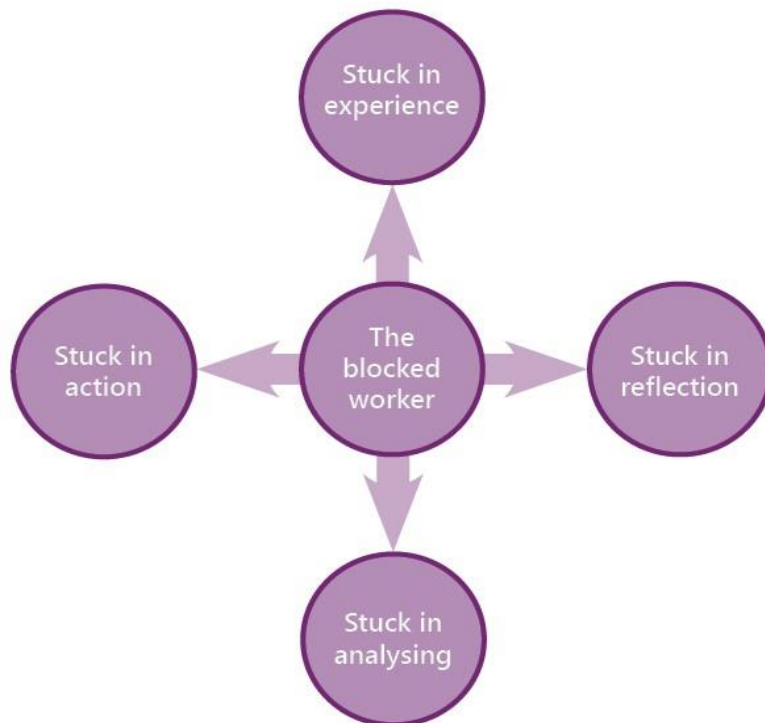 Stuck in
experience
Stuck in
action
The
blocked
worker
Stuck in
reflection
Stuck in
analysing